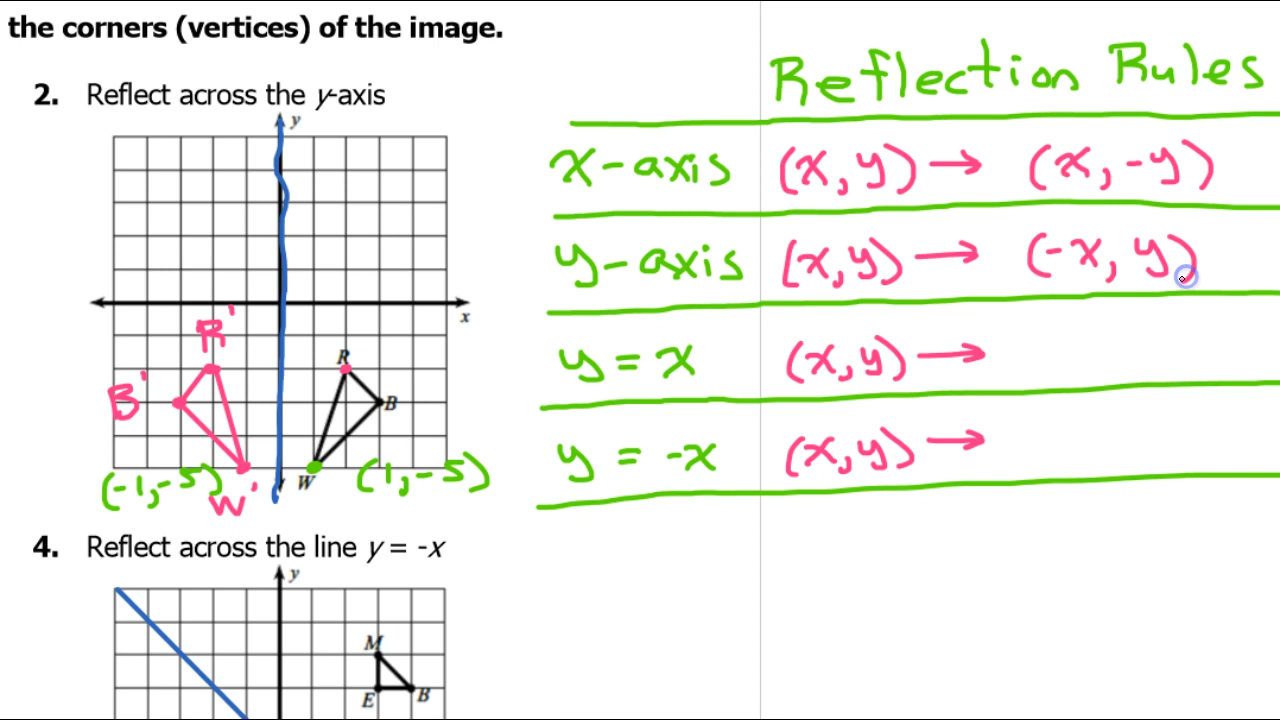 the corners (vertices) of the image.
2. Reflect across the y-axis
y
x
R'
B'
R
B
(-1,-5)
W'
W
(1,-5)
4. Reflect across the line y = -x
y
M
E
B
Reflection Rules
x-axis (x,y) → (x,-y)
y-axis (x,y) → (-x, y)
y = x (x,y) →
y = -x (x,y) →